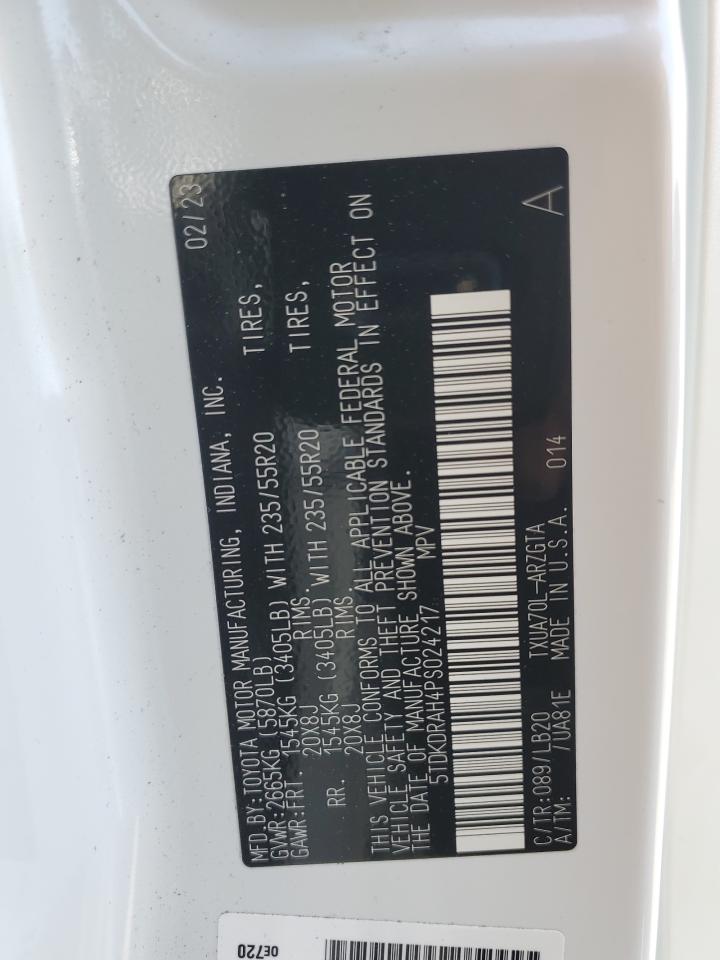 MFD.BY:TOYOTA MOTOR MANUFACTURING, INDIANA, INC. 02/23
GVWR:2665KG (5870LB)
GAWR:FRT. 1545KG (3405LB) WITH 235/55R20 TIRES,
20X8J RIMS.
RR. 1545KG (3405LB) WITH 235/55R20 TIRES,
20X8J RIMS.
THIS VEHICLE CONFORMS TO ALL APPLICABLE FEDERAL MOTOR
VEHICLE SAFETY AND THEFT PREVENTION STANDARDS IN EFFECT ON
THE DATE OF MANUFACTURE SHOWN ABOVE.
5TDKDRAH4PS024217 MPV
C/TR:089/LB20 TXUA70L-ARZGTA 014 A
A/TM: /UA81E MADE IN U.S.A.
0E720